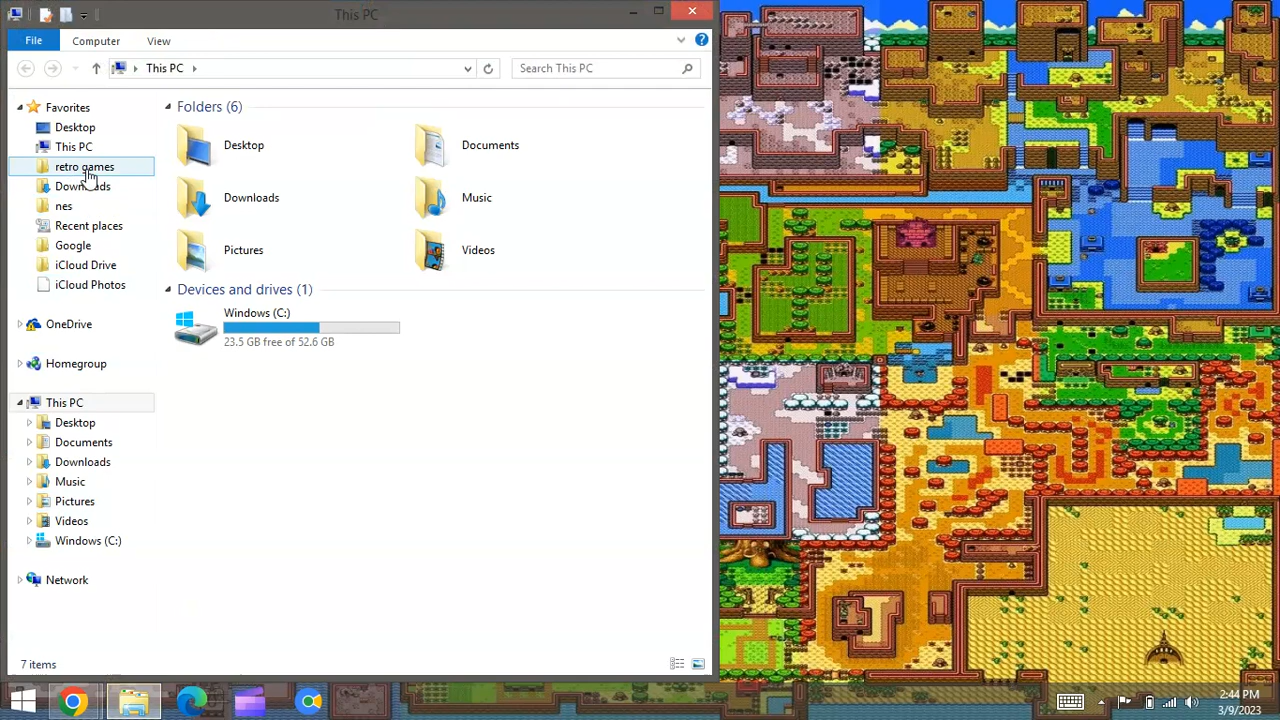 This PC
File
Computer
View
This PC
Search This PC
Favorites
Desktop
This PC
retro games
Downloads
nes
Recent places
Google
iCloud Drive
iCloud Photos
OneDrive
Homegroup
This PC
Desktop
Documents
Downloads
Music
Pictures
Videos
Windows (C:)
Network
Folders (6)
Desktop
Documents
Downloads
Music
Pictures
Videos
Devices and drives (1)
Windows (C:)
23.5 GB free of 52.6 GB
7 items
2:44 PM
3/9/2023